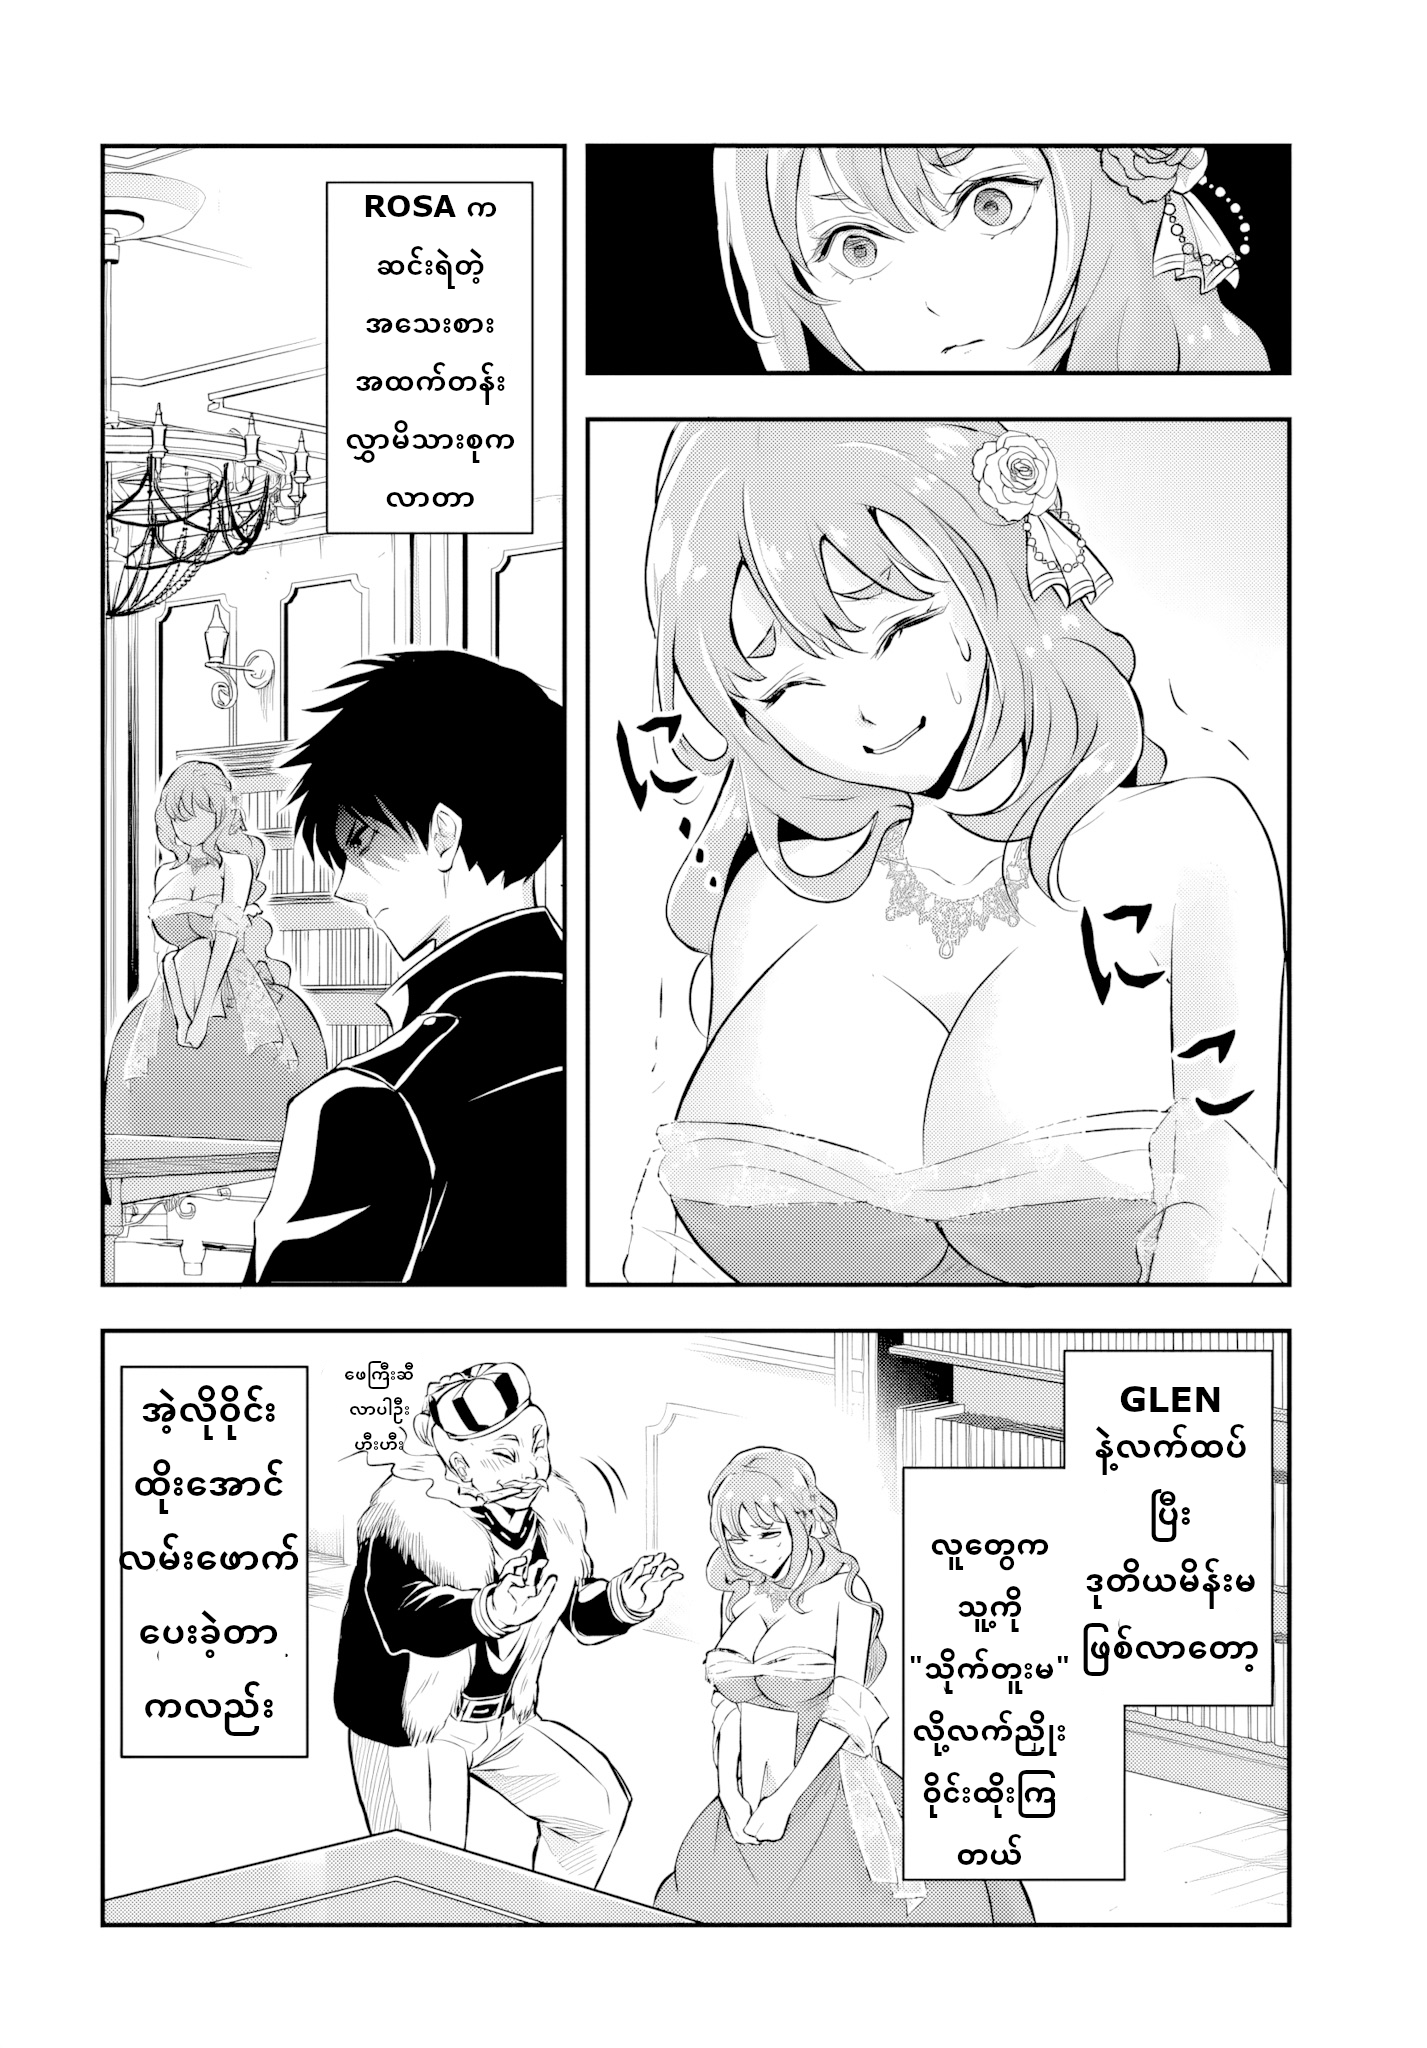 に
こ
に
こ
ROSA က
ဆင်းရဲတဲ့
အသေးစား
အထက်တန်း
လွှာမိသားစုက
လာတာ
GLEN
နဲ့လက်ထပ်
ပြီး
ဒုတိယမိန်းမ
ဖြစ်လာတော့
လူတွေက
သူ့ကို
"သိုက်တူးမ"
လို့လက်ညှိုး
ဝိုင်းထိုးကြ
တယ်
ဖေကြီးဆီ
လာပါဦး
ဟီးဟီး
အဲ့လိုဝိုင်း
ထိုးအောင်
လမ်းဖောက်
ပေးခဲ့တာ
ကလည်း